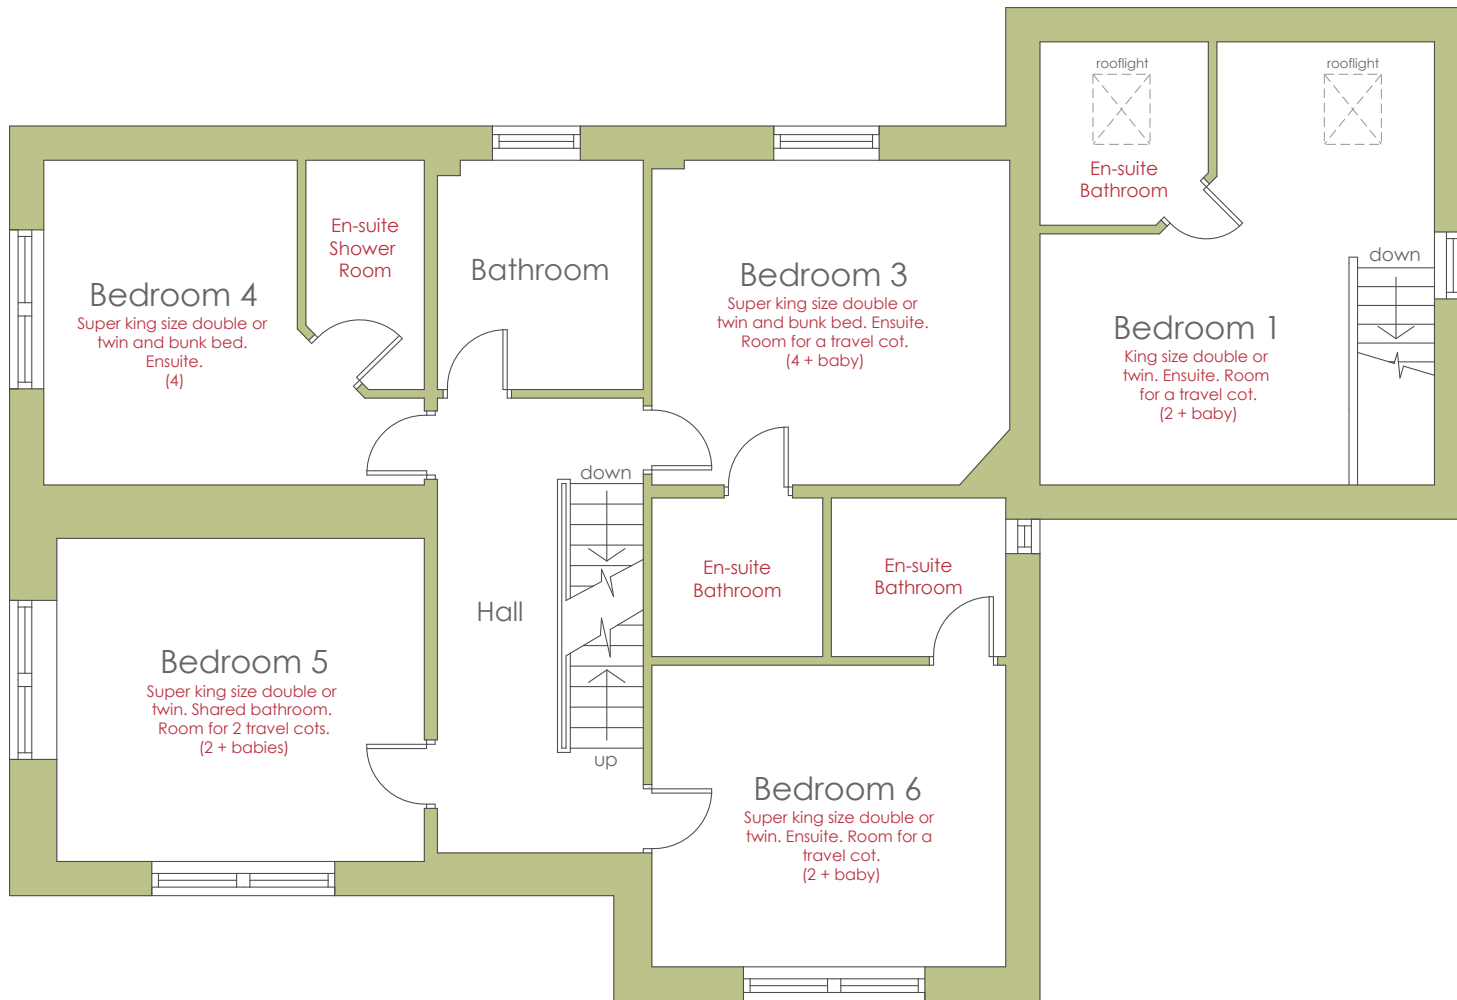 rooflight
rooflight
En-suite
Bathroom
En-suite
Shower
Room
Bathroom
Bedroom 3
Super king size double or
twin and bunk bed. Ensuite.
Room for a travel cot.
(4 + baby)
down
Bedroom 4
Super king size double or
twin and bunk bed.
Ensuite.
(4)
Bedroom 1
King size double or
twin. Ensuite. Room
for a travel cot.
(2 + baby)
down
En-suite
Bathroom
En-suite
Bathroom
Hall
Bedroom 5
Super king size double or
twin. Shared bathroom.
Room for 2 travel cots.
(2 + babies)
up
Bedroom 6
Super king size double or
twin. Ensuite. Room for a
travel cot.
(2 + baby)